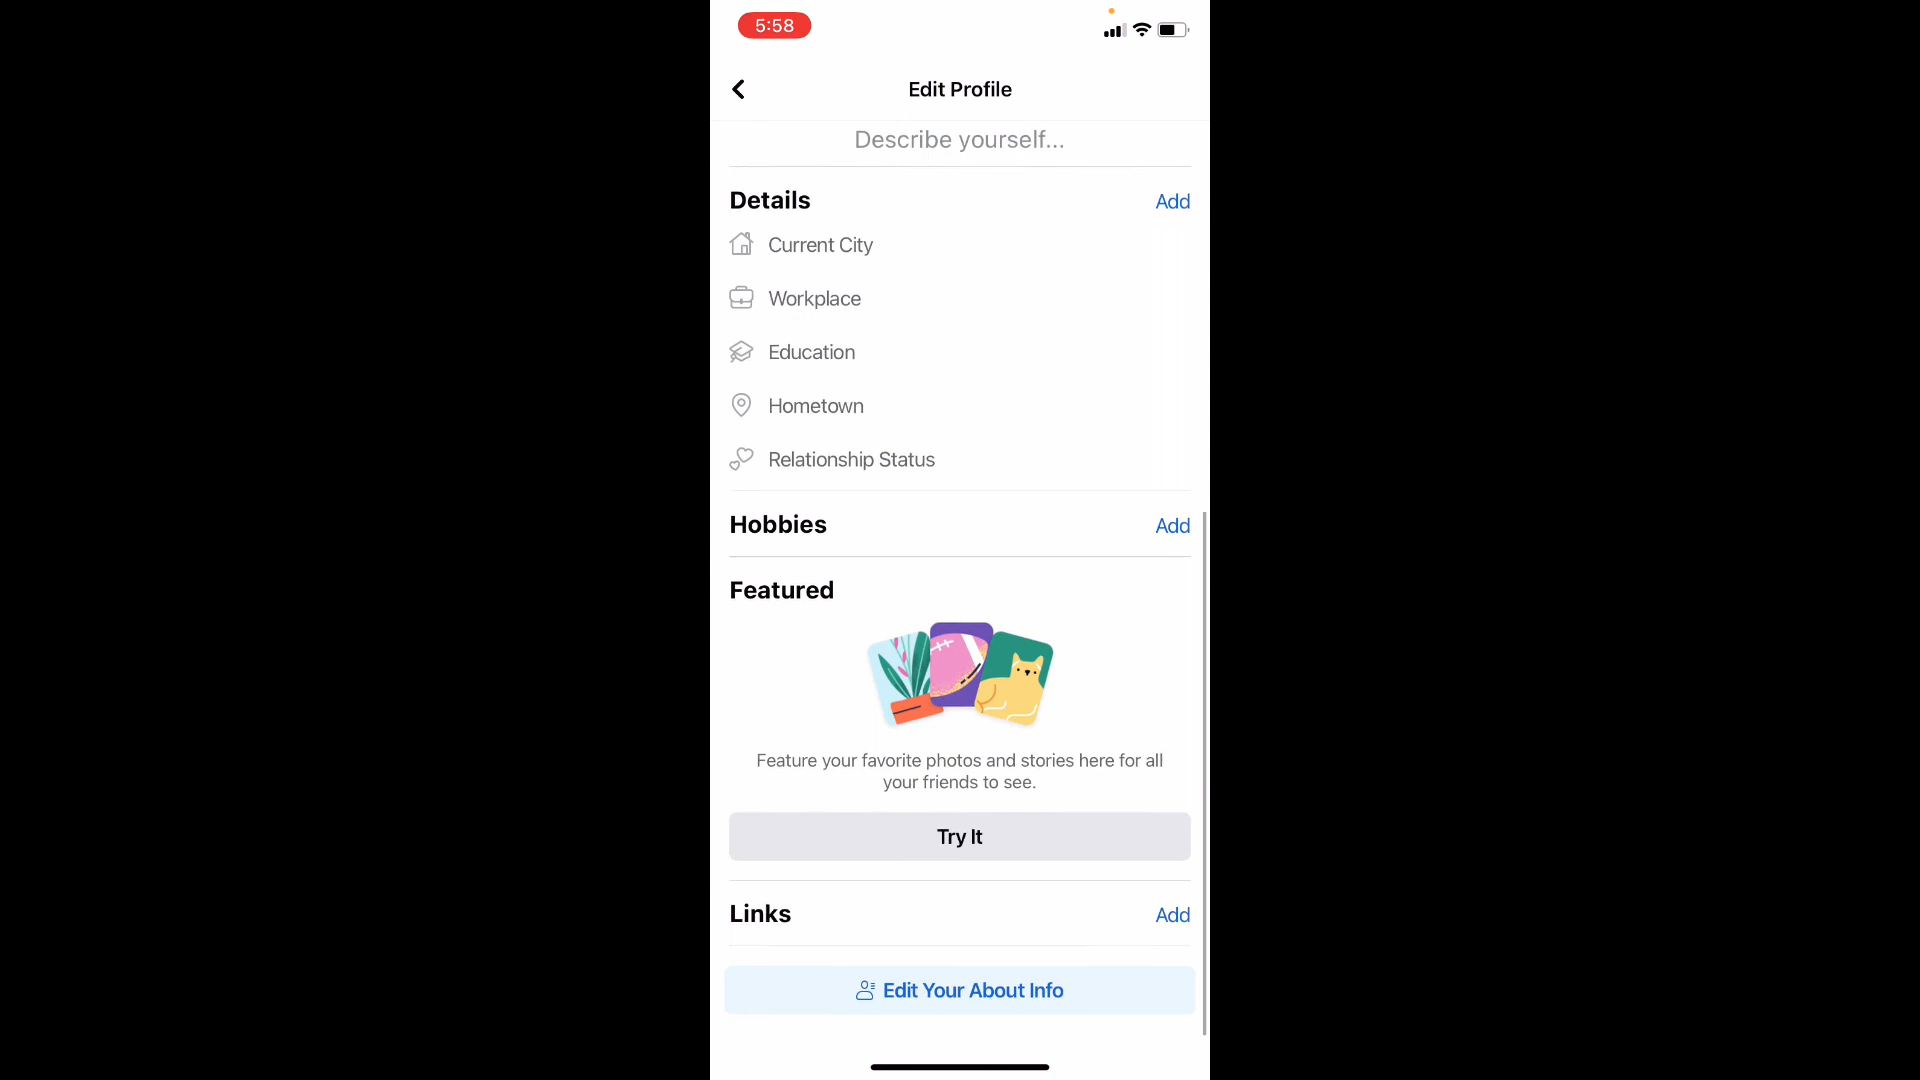 5:58
Edit Profile
Describe yourself...
Details
Add
Current City
Workplace
Education
Hometown
Relationship Status
Hobbies
Add
Featured
Feature your favorite photos and stories here for all
your friends to see.
Try It
Links
Add
Edit Your About Info